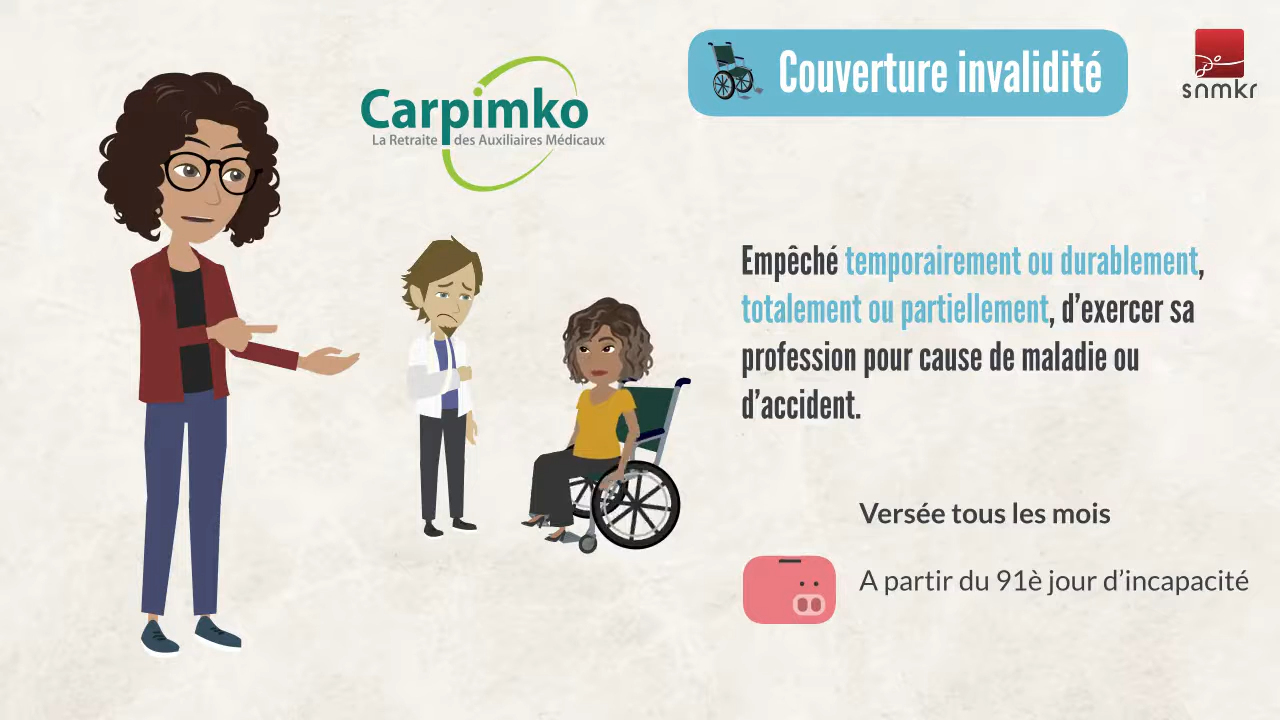 Couverture invalidité
snmkr
Carpimko
La Retraite des Auxiliaires Médicaux
Empêché temporairement ou durablement,
totalement ou partiellement, d'exercer sa
profession pour cause de maladie ou
d'accident.
Versée tous les mois
A partir du 91è jour d'incapacité